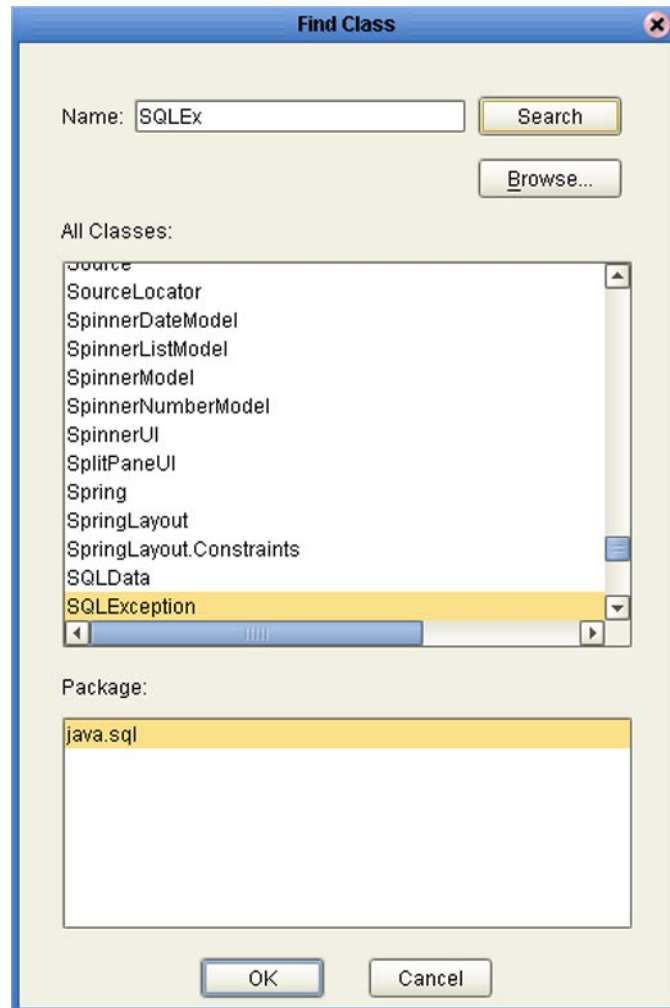 Find Class
Name: SQLEx Search
Browse...
All Classes:
Source
SourceLocator
SpinnerDateModel
SpinnerListModel
SpinnerModel
SpinnerNumberModel
SpinnerUI
SplitPaneUI
Spring
SpringLayout
SpringLayout.Constraints
SQLData
SQLException
Package:
java.sql
OK Cancel